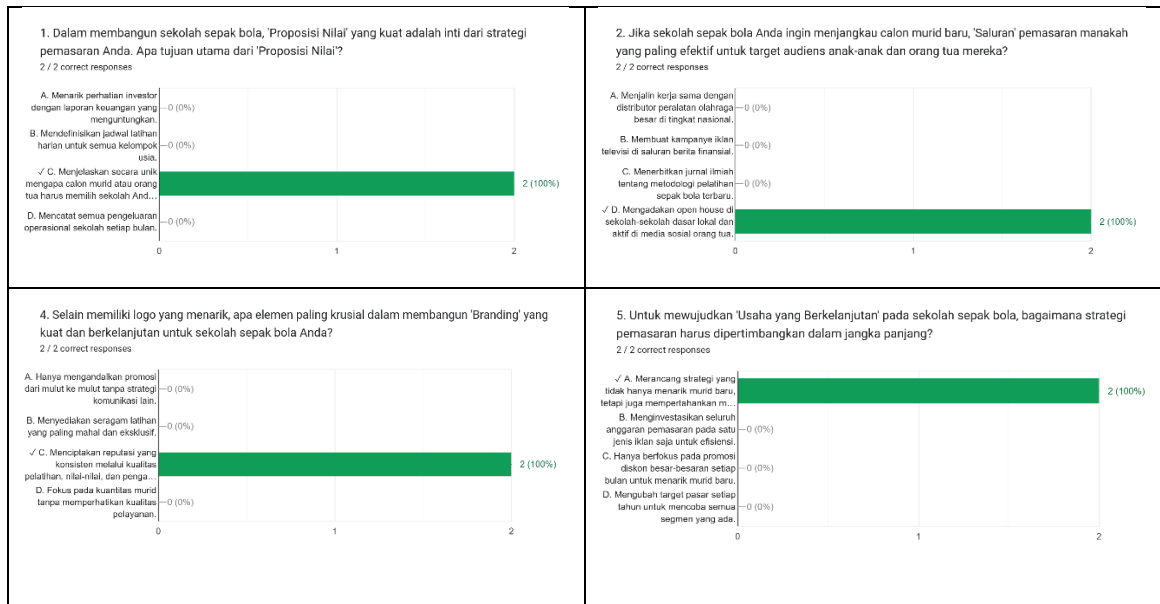 1. Dalam membangun sekolah sepak bola, 'Proposisi Nilai' yang kuat adalah inti dari strategi
pemasaran Anda. Apa tujuan utama dari 'Proposisi Nilai'?
2 / 2 correct responses
A. Menarik perhatian investor
dengan laporan keuangan yang
menguntungkan.
0 (0%)
B. Mendefinisikan jadwal latihan
harian untuk semua kelompok
usia.
0 (0%)
✓ C. Menjelaskan secara unik
mengapa calon murid atau orang
tua harus memilih sekolah And...
2 (100%)
D. Mencatat semua pengeluaran
operasional sekolah setiap bulan.
0 (0%)
0 1 2
2. Jika sekolah sepak bola Anda ingin menjangkau calon murid baru, 'Saluran' pemasaran manakah
yang paling efektif untuk target audiens anak-anak dan orang tua mereka?
2 / 2 correct responses
A. Menjalin kerja sama dengan
distributor peralatan olahraga
besar di tingkat nasional.
0 (0%)
B. Membuat kampanye iklan
televisi di saluran berita finansial.
0 (0%)
C. Menerbitkan jurnal ilmiah
tentang metodologi pelatihan
sepak bola terbaru.
0 (0%)
✓ D. Mengadakan open house di
sekolah-sekolah dasar lokal dan
aktif di media sosial orang tua.
2 (100%)
0 1 2
4. Selain memiliki logo yang menarik, apa elemen paling krusial dalam membangun 'Branding' yang
kuat dan berkelanjutan untuk sekolah sepak bola Anda?
2 / 2 correct responses
A. Hanya mengandalkan promosi
dari mulut ke mulut tanpa strategi
komunikasi lain.
0 (0%)
B. Menyediakan seragam latihan
yang paling mahal dan eksklusif.
0 (0%)
✓ C. Menciptakan reputasi yang
konsisten melalui kualitas
pelatihan, nilai-nilai, dan penga...
2 (100%)
D. Fokus pada kuantitas murid
tanpa memperhatikan kualitas
pelayanan.
0 (0%)
0 1 2
5. Untuk mewujudkan 'Usaha yang Berkelanjutan' pada sekolah sepak bola, bagaimana strategi
pemasaran harus dipertimbangkan dalam jangka panjang?
2 / 2 correct responses
✓ A. Merancang strategi yang
tidak hanya menarik murid baru,
tetapi juga mempertahankan m...
2 (100%)
B. Menginvestasikan seluruh
anggaran pemasaran pada satu
jenis iklan saja untuk efisiensi.
0 (0%)
C. Hanya berfokus pada promosi
diskon besar-besaran setiap
bulan untuk menarik murid baru.
0 (0%)
D. Mengubah target pasar setiap
tahun untuk mencoba semua
segmen yang ada.
0 (0%)
0 1 2